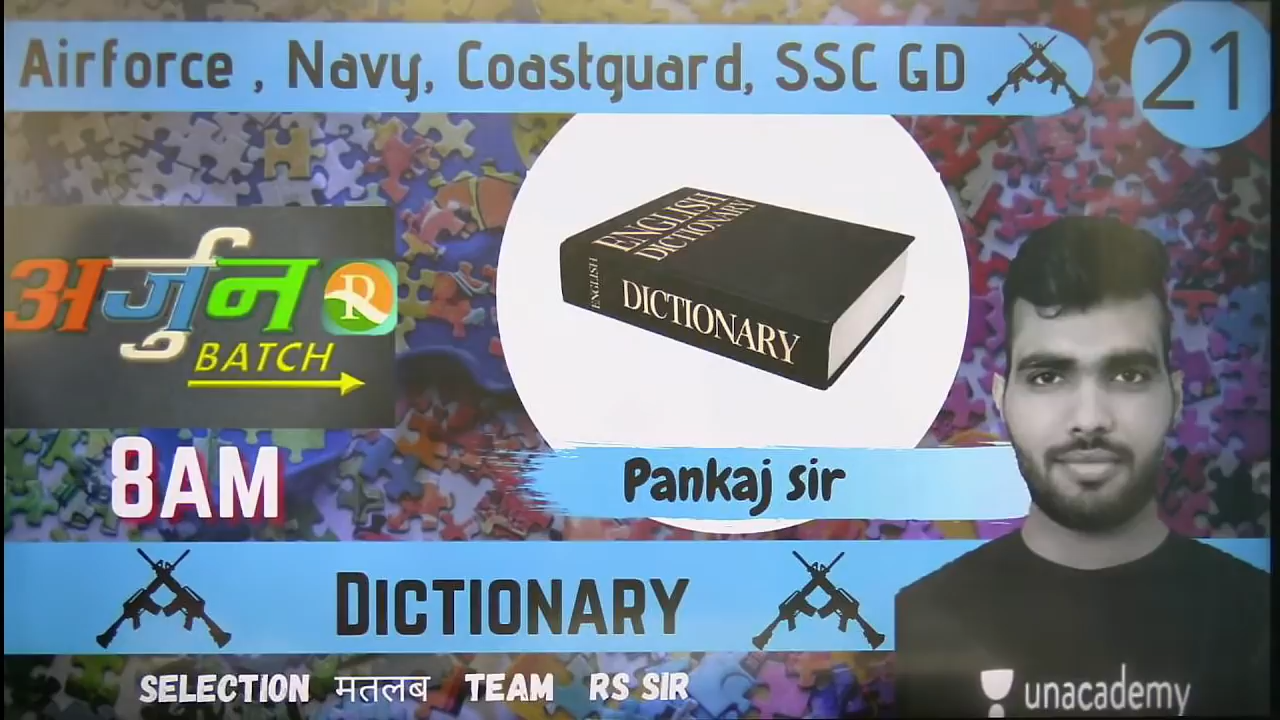 Airforce , Navy, Coastguard, SSC GD
21
ENGLISH
DICTIONARY
ENGLISH
DICTIONARY
अर्जुन R
BATCH
8AM
Pankaj sir
DICTIONARY
SELECTION मतलब TEAM RS SIR
unacademy